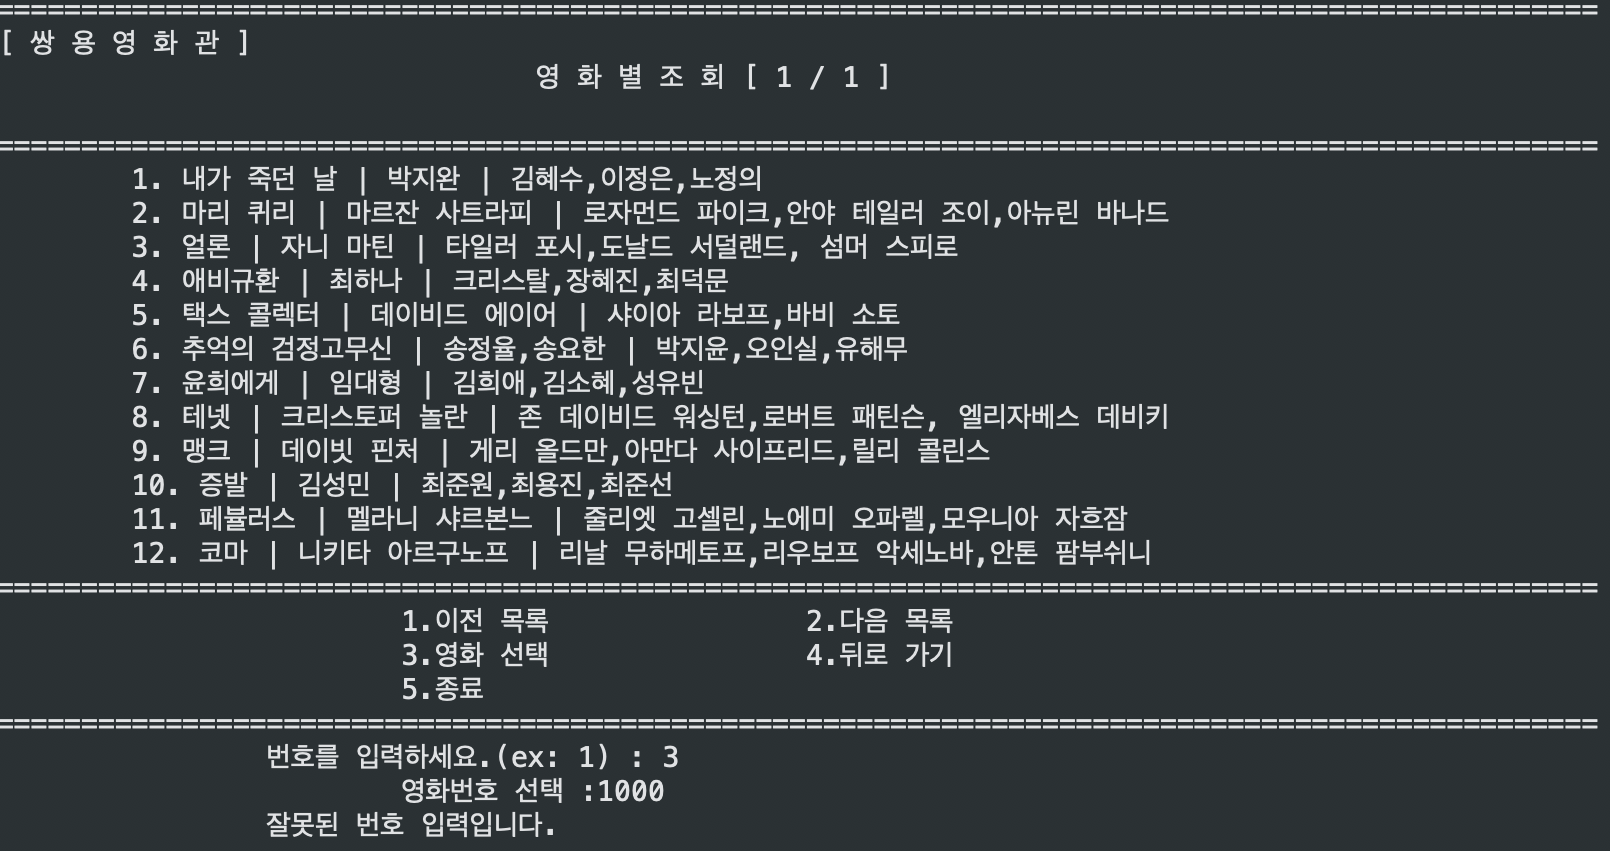 ====================================================================================================
[ 쌍 용 영 화 관 ]
영 화 별 조 회 [ 1 / 1 ]
====================================================================================================
1. 내가 죽던 날 | 박지완 | 김혜수,이정은,노정의
2. 마리 퀴리 | 마르잔 사트라피 | 로자먼드 파이크,안야 테일러 조이,아뉴린 바나드
3. 얼론 | 자니 마틴 | 타일러 포시,도날드 서덜랜드, 섬머 스피로
4. 애비규환 | 최하나 | 크리스탈,장혜진,최덕문
5. 택스 콜렉터 | 데이비드 에이어 | 샤이아 라보프,바비 소토
6. 추억의 검정고무신 | 송정율,송요한 | 박지윤,오인실,유해무
7. 윤희에게 | 임대형 | 김희애,김소혜,성유빈
8. 테넷 | 크리스토퍼 놀란 | 존 데이비드 워싱턴,로버트 패틴슨, 엘리자베스 데비키
9. 맹크 | 데이빗 핀처 | 게리 올드만,아만다 사이프리드,릴리 콜린스
10. 증발 | 김성민 | 최준원,최용진,최준선
11. 페뷸러스 | 멜라니 샤르본느 | 줄리엣 고셀린,노에미 오파렐,모우니아 자흐잠
12. 코마 | 니키타 아르구노프 | 리날 무하메토프,리우보프 악세노바,안톤 팜부쉬니
====================================================================================================
1.이전 목록 2.다음 목록
3.영화 선택 4.뒤로 가기
5.종료
====================================================================================================
번호를 입력하세요.(ex: 1) : 3
영화번호 선택 :1000
잘못된 번호 입력입니다.